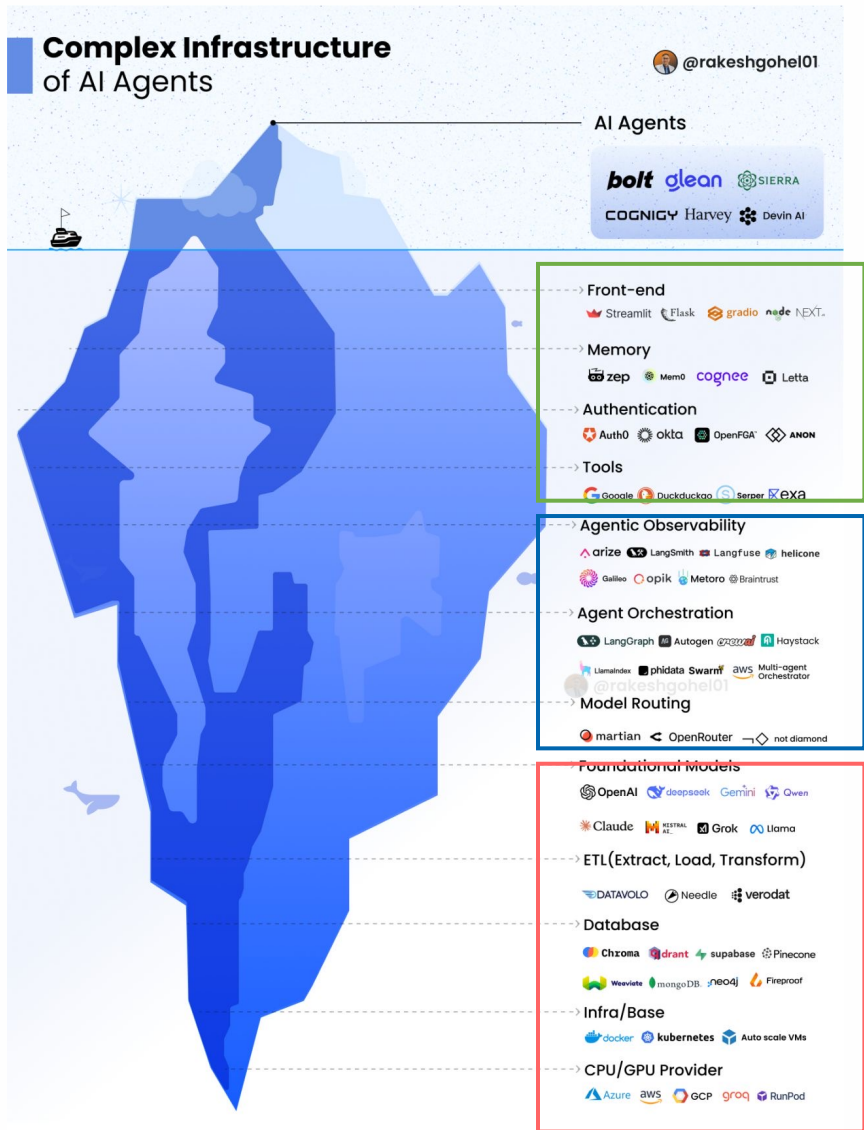 Complex Infrastructure
of AI Agents
@rakeshgohel01
AI Agents
bolt glean SIERRA
COGNIGY Harvey Devin AI
Front-end
Streamlit Flask gradio node NEXT
Memory
zep Mem0 cognee Letta
Authentication
Auth0 okta OpenFGA ANON
Tools
Google Duckduckgo Serper exa
Agentic Observability
arize LangSmith Langfuse helicone
Galileo opik Metoro Braintrust
Agent Orchestration
LangGraph AG Autogen crewai Haystack
LlamaIndex phidata Swarm aws Multi-agent
Orchestrator
@rakeshgohel01
Model Routing
martian OpenRouter not diamond
Foundational Models
OpenAI deepseek Gemini Qwen
Claude MISTRAL AI_ Grok Llama
ETL(Extract, Load, Transform)
DATAVOLO Needle verodat
Database
Chroma drant supabase Pinecone
Weaviate mongoDB. neo4j Fireproof
Infra/Base
docker kubernetes Auto scale VMs
CPU/GPU Provider
Azure aws GCP groq RunPod